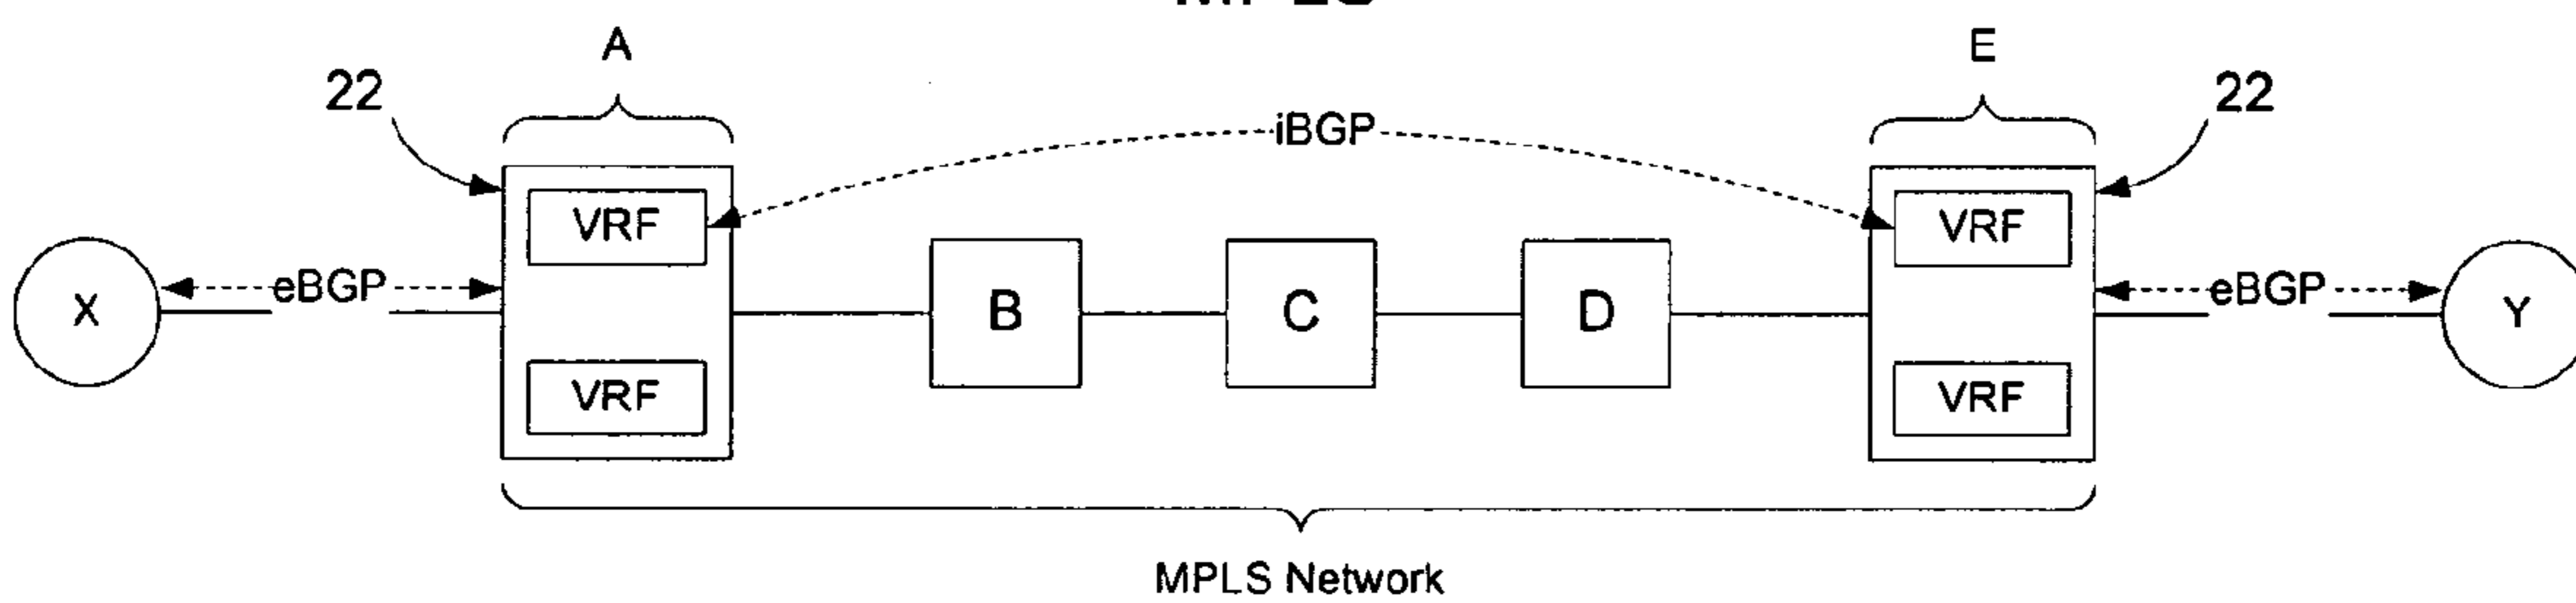 A
E
22
22
iBGP
VRF
VRF
X
eBGP
B
C
D
eBGP
Y
VRF
VRF
MPLS Network